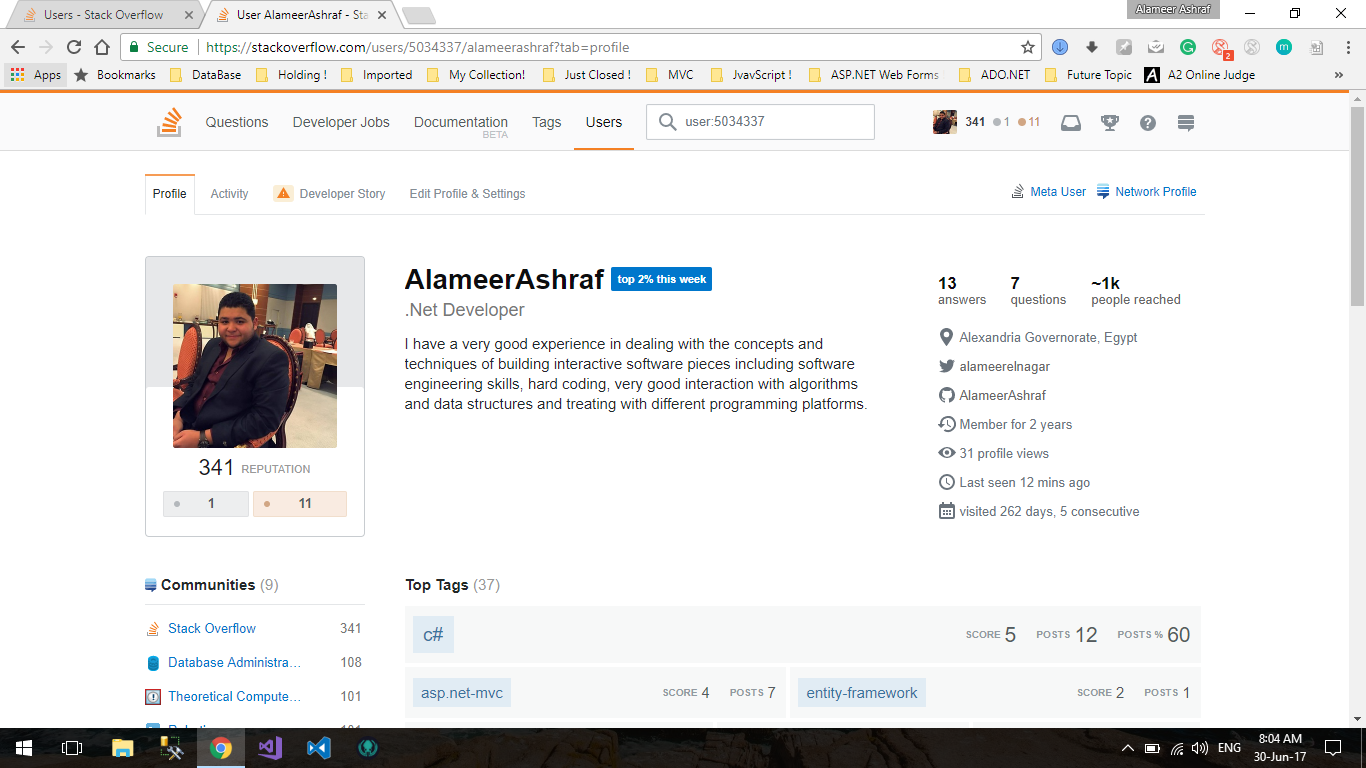 Alameer Ashraf
Users - Stack Overflow
User AlameerAshraf - Sta
Secure
https://stackoverflow.com/users/5034337/alameerashraf?tab=profile
2
Apps Bookmarks DataBase Holding ! Imported My Collection! Just Closed ! MVC JvavScript ! ASP.NET Web Forms ADO.NET Future Topic A A2 Online Judge »
Questions Developer Jobs Documentation Tags Users user:5034337 341 1 11
BETA
Profile Activity Developer Story Edit Profile & Settings Meta User Network Profile
AlameerAshraf top 2% this week
.Net Developer
I have a very good experience in dealing with the concepts and
techniques of building interactive software pieces including software
engineering skills, hard coding, very good interaction with algorithms
and data structures and treating with different programming platforms.
13 7 ~1k
answers questions people reached
Alexandria Governorate, Egypt
alameerelnagar
AlameerAshraf
Member for 2 years
31 profile views
Last seen 12 mins ago
visited 262 days, 5 consecutive
341 REPUTATION
1 11
Communities (9)
Stack Overflow 341
Database Administra... 108
Theoretical Compute... 101
Top Tags (37)
c# SCORE 5 POSTS 12 POSTS % 60
asp.net-mvc SCORE 4 POSTS 7
entity-framework SCORE 2 POSTS 1
ENG
8:04 AM
30-Jun-17